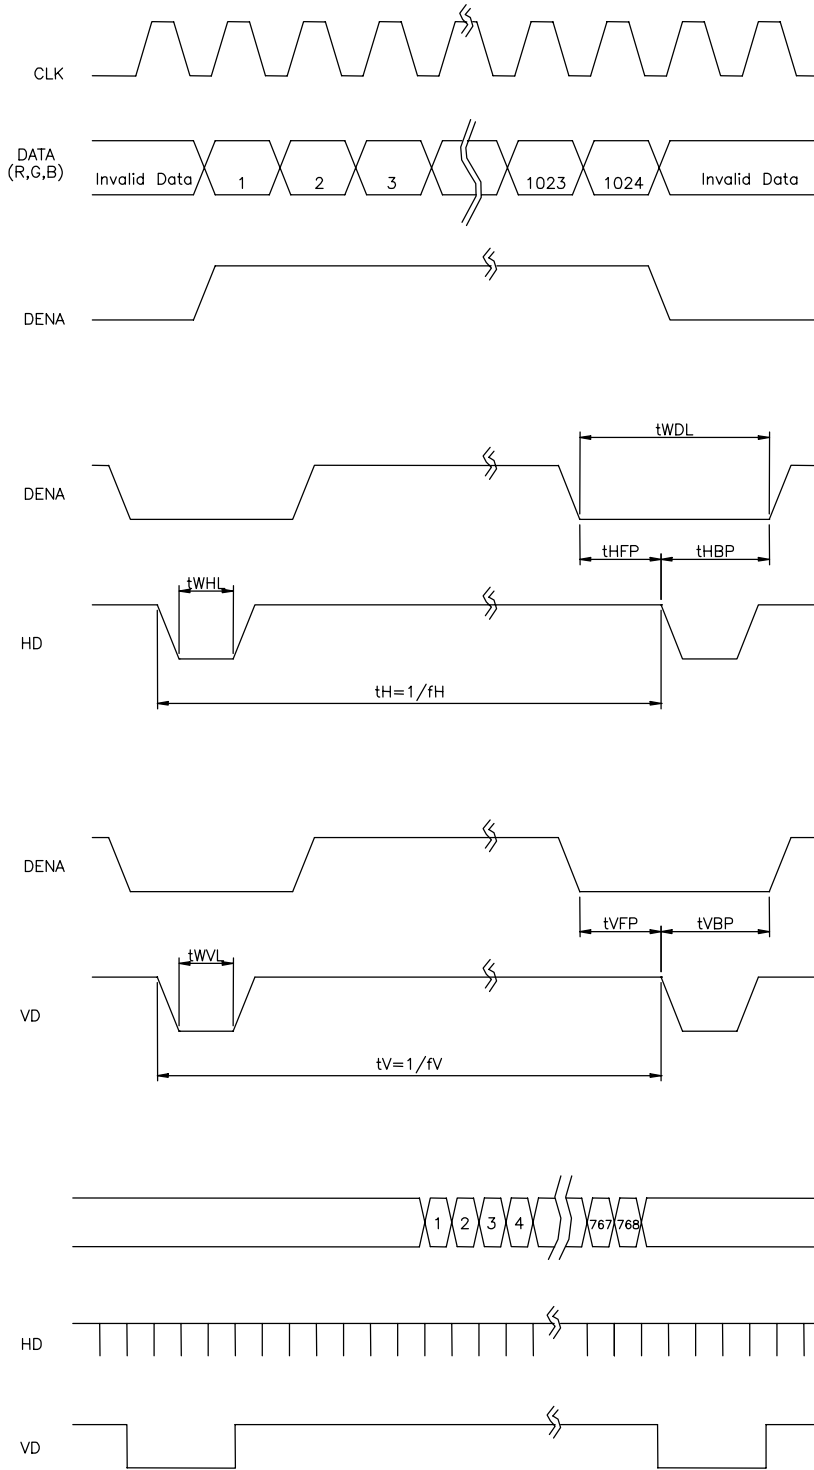 CLK
DATA
(R,G,B)
Invalid Data
1
2
3
1023
1024
Invalid Data
DENA
tWDL
DENA
tHFP
tHBP
tWHL
HD
tH=1/fH
DENA
tVFP
tVBP
tWVL
VD
tV=1/fV
1
2
3
4
767
768
HD
VD